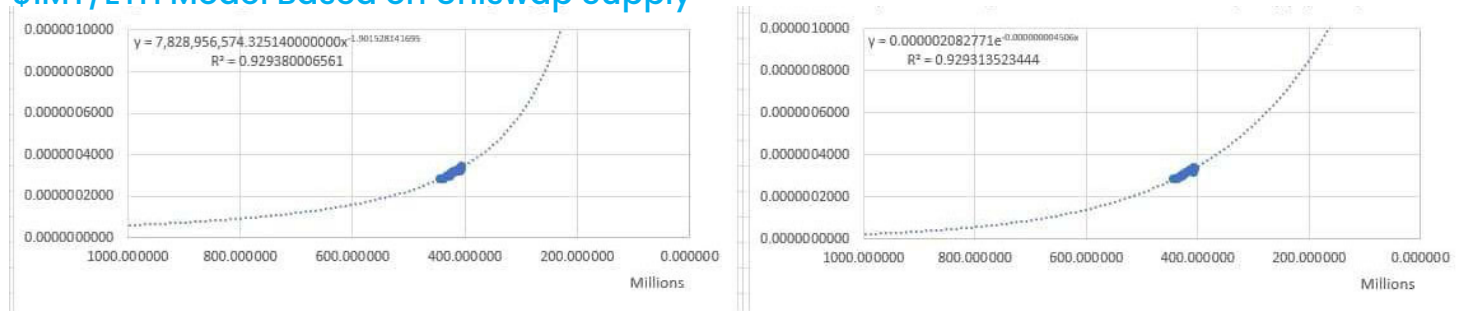 $IMT/ETH Model Based on Uniswap Supply
0.0000010000
y = 7,828,956,574.325140000000x^-1.901528141695
R² = 0.929380006561
0.0000008000
0.0000006000
0.0000004000
0.0000002000
0.0000000000
1000.000000 800.000000 600.000000 400.000000 200.000000 0.000000
Millions
0.0000010000
y = 0.000002082771e^-0.000000004506x
R² = 0.929313523444
0.0000008000
0.0000006000
0.0000004000
0.0000002000
0.0000000000
1000.000000 800.000000 600.000000 400.000000 200.000000 0.000000
Millions